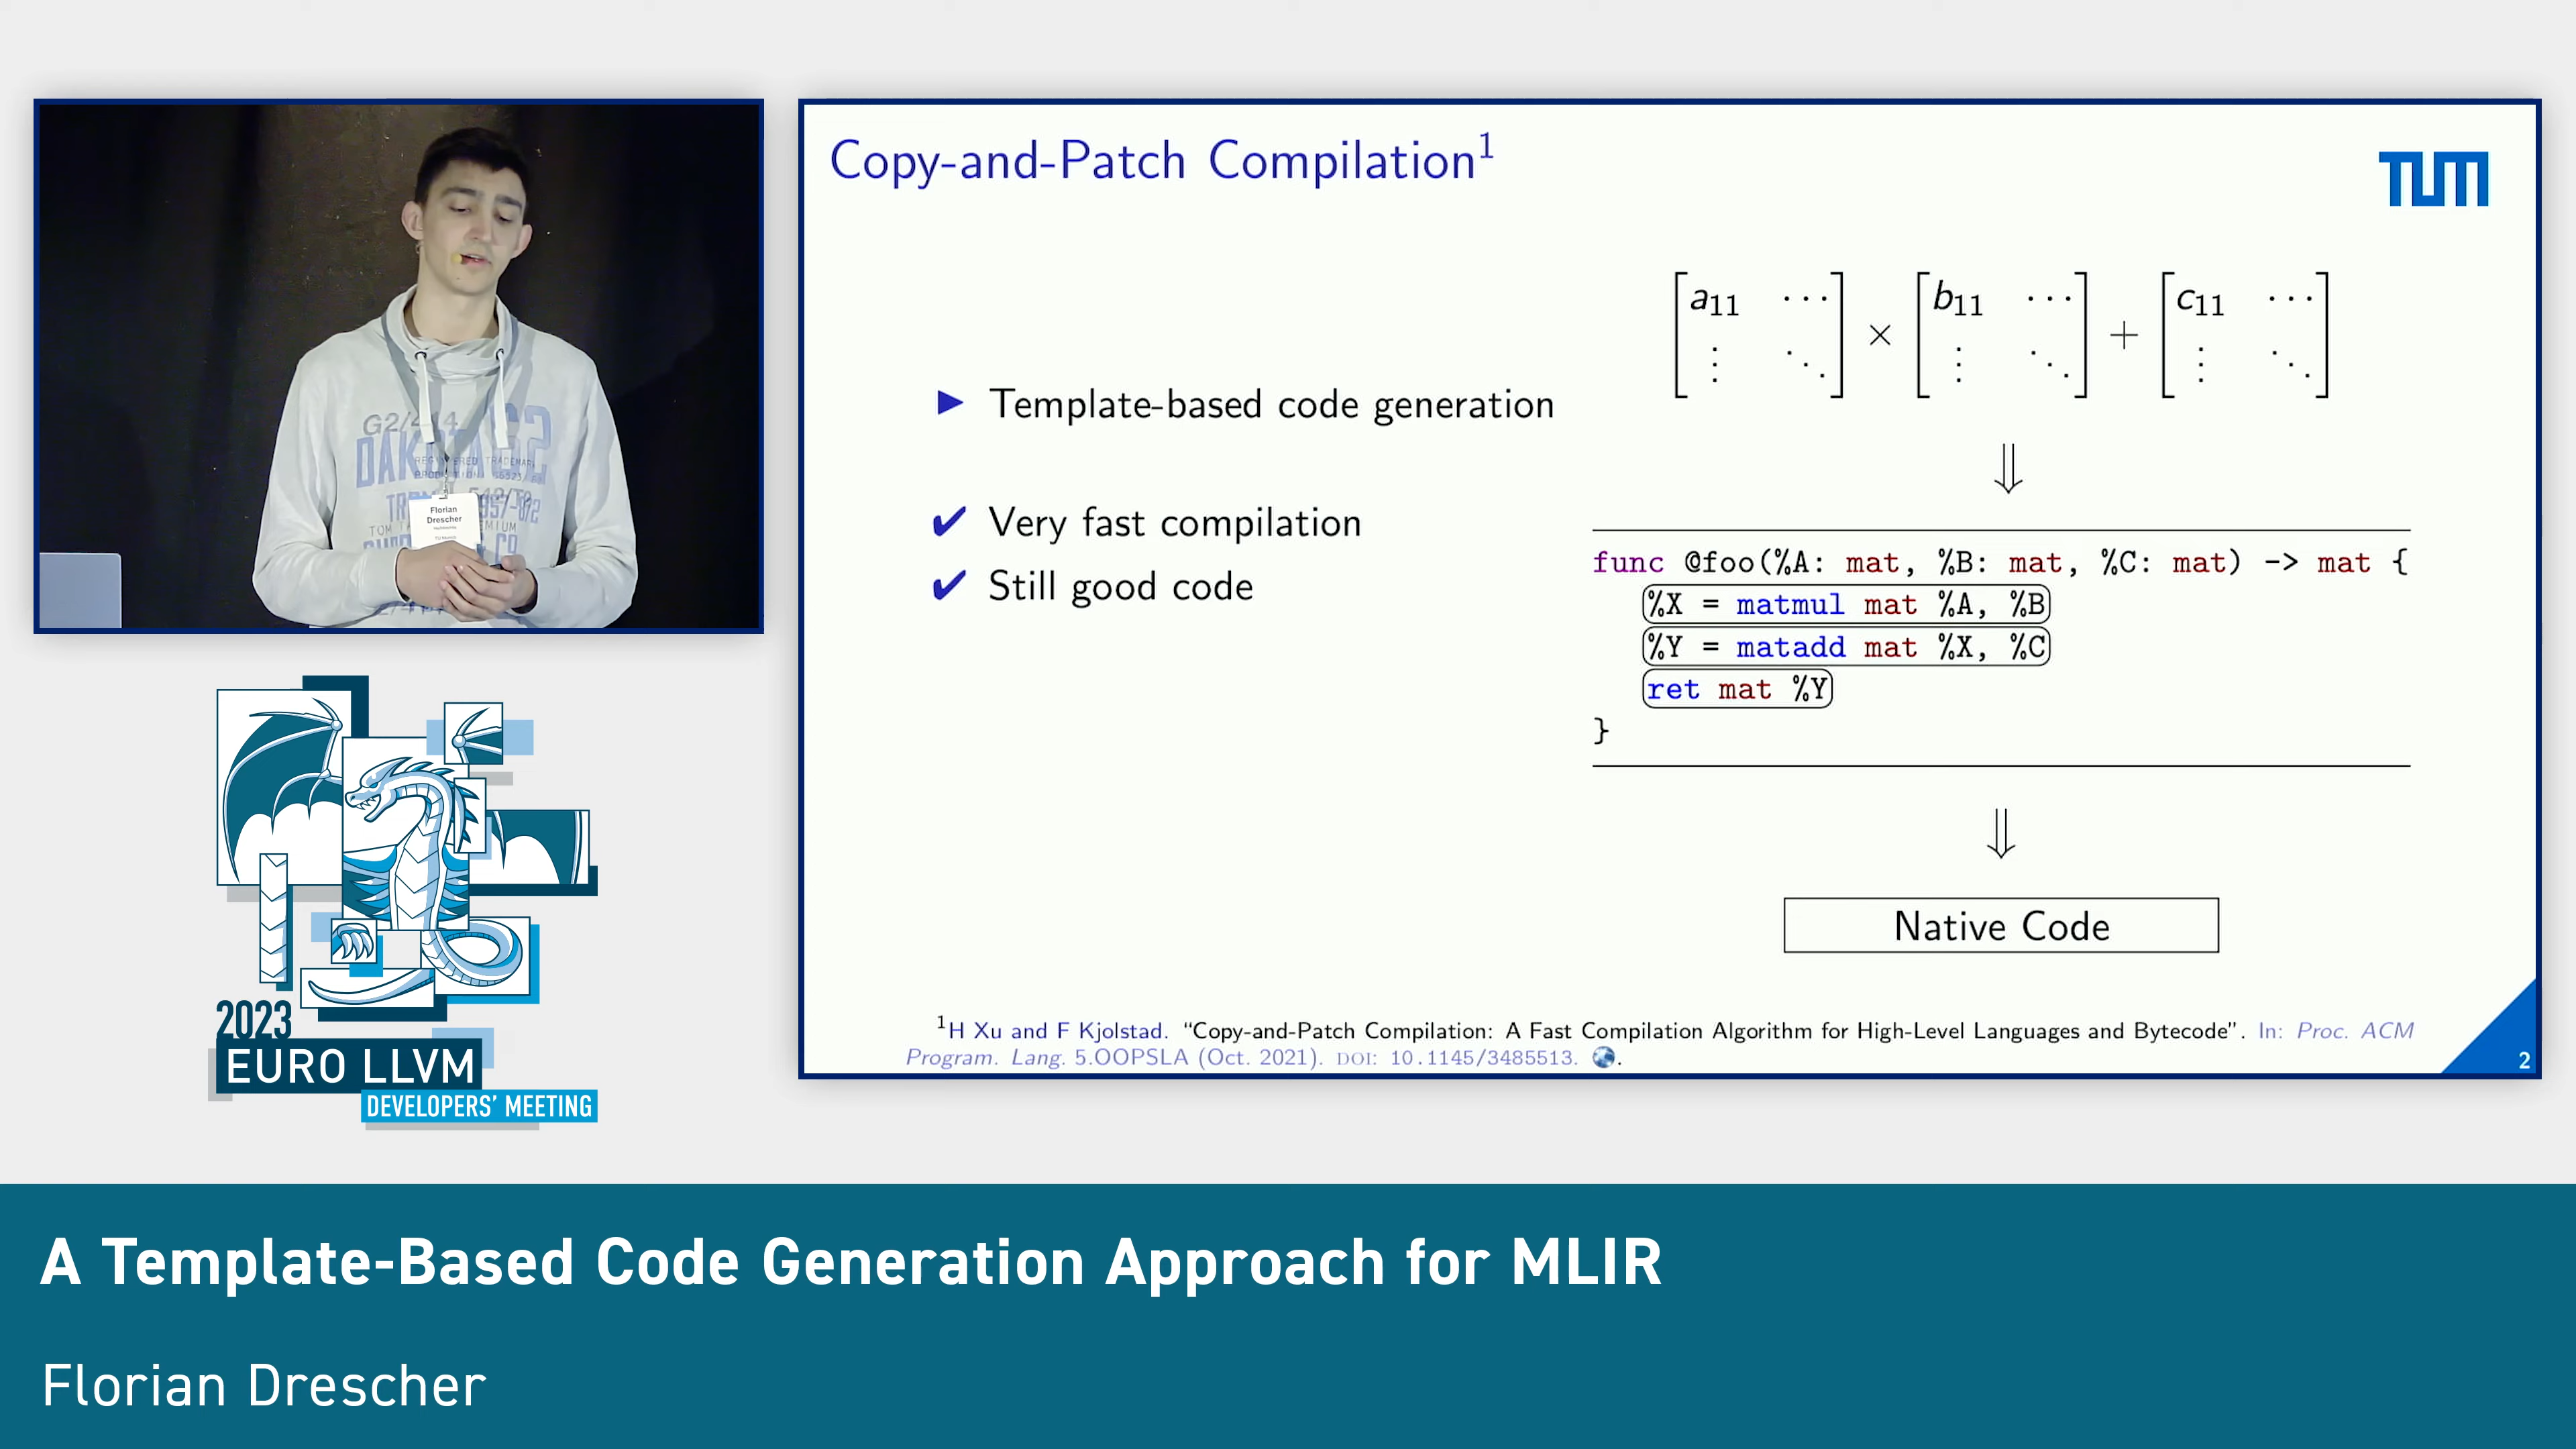 Copy-and-Patch Compilation¹
TUM
▶ Template-based code generation
✔ Very fast compilation
✔ Still good code
a₁₁ ⋯ × b₁₁ ⋯ + c₁₁ ⋯
⋮ ⋱ ⋮ ⋱ ⋮ ⋱
⇓
func @foo(%A: mat, %B: mat, %C: mat) -> mat {
%X = matmul mat %A, %B
%Y = matadd mat %X, %C
ret mat %Y
}
⇓
Native Code
¹H Xu and F Kjolstad. “Copy-and-Patch Compilation: A Fast Compilation Algorithm for High-Level Languages and Bytecode”. In: Proc. ACM
Program. Lang. 5.OOPSLA (Oct. 2021). DOI: 10.1145/3485513.
2
G2/414
Florian
Drescher
2023
EURO LLVM
DEVELOPERS’ MEETING
A Template-Based Code Generation Approach for MLIR
Florian Drescher